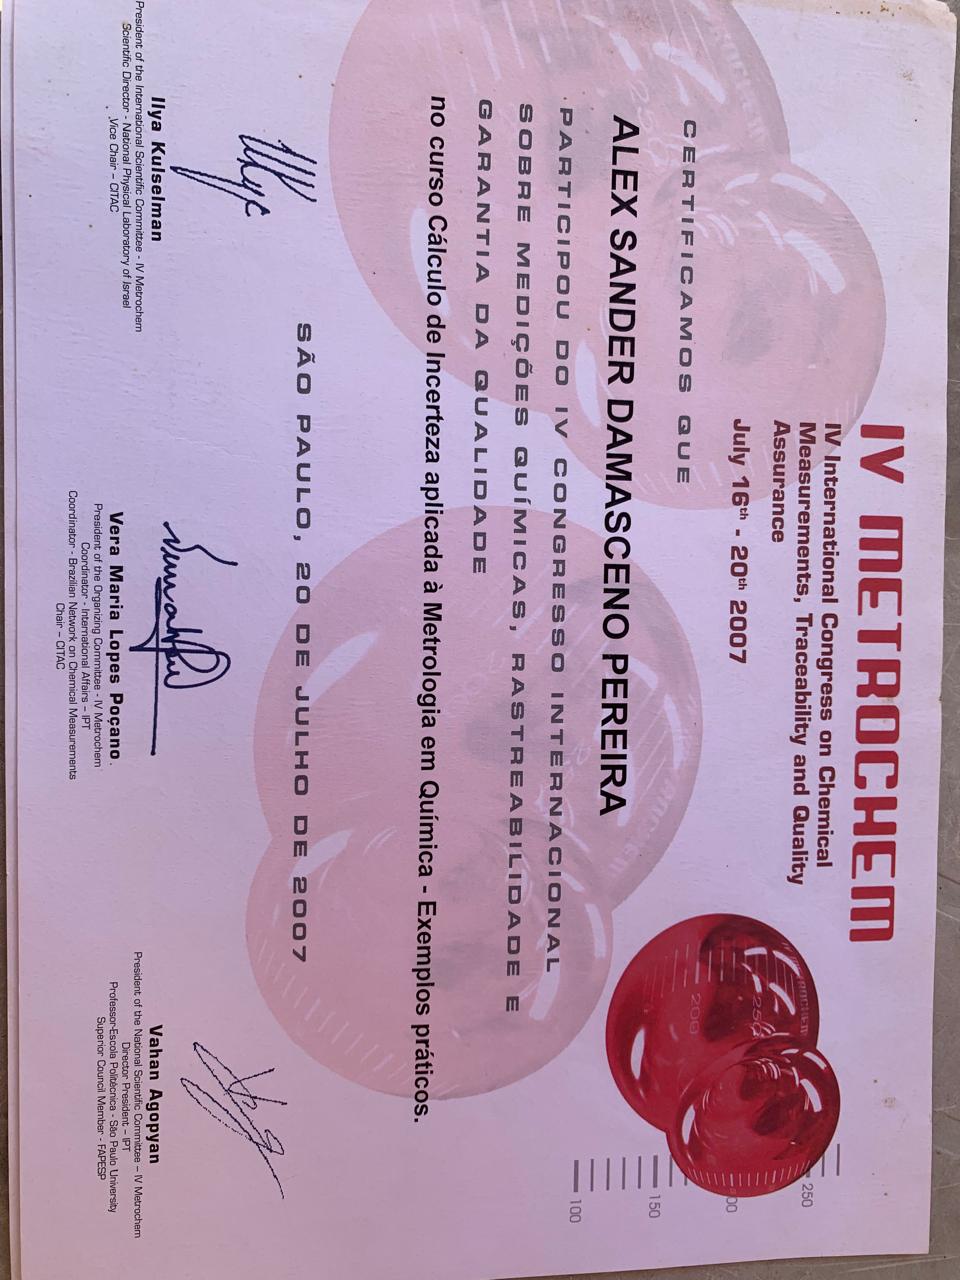 IV METROCHEM
IV International Congress on Chemical
Measurements, Traceability and Quality
Assurance
July 16th - 20th 2007
CERTIFICAMOS QUE
ALEX SANDER DAMASCENO PEREIRA
PARTICIPOU DO IV CONGRESSO INTERNACIONAL
SOBRE MEDIÇÕES QUÍMICAS, RASTREABILIDADE E
GARANTIA DA QUALIDADE
no curso Cálculo de Incerteza aplicada à Metrologia em Química - Exemplos práticos.
SÃO PAULO, 20 DE JULHO DE 2007
250
200
150
100
250
200
Ilya Kuiselman
President of the International Scientific Committee - IV Metrochem
Scientific Director - National Physical Laboratory of Israel
Vice Chair – CITAC
Vera Maria Lopes Poçano
President of the Organizing Committee - IV Metrochem
Coordinator - International Affairs – IPT
Coordinator - Brazilian Network on Chemical Measurements
Chair – CITAC
Vahan Agopyan
President of the National Scientific Committee – IV Metrochem
Director President – IPT
Professor-Escola Politécnica - São Paulo University
Superior Council Member - FAPESP